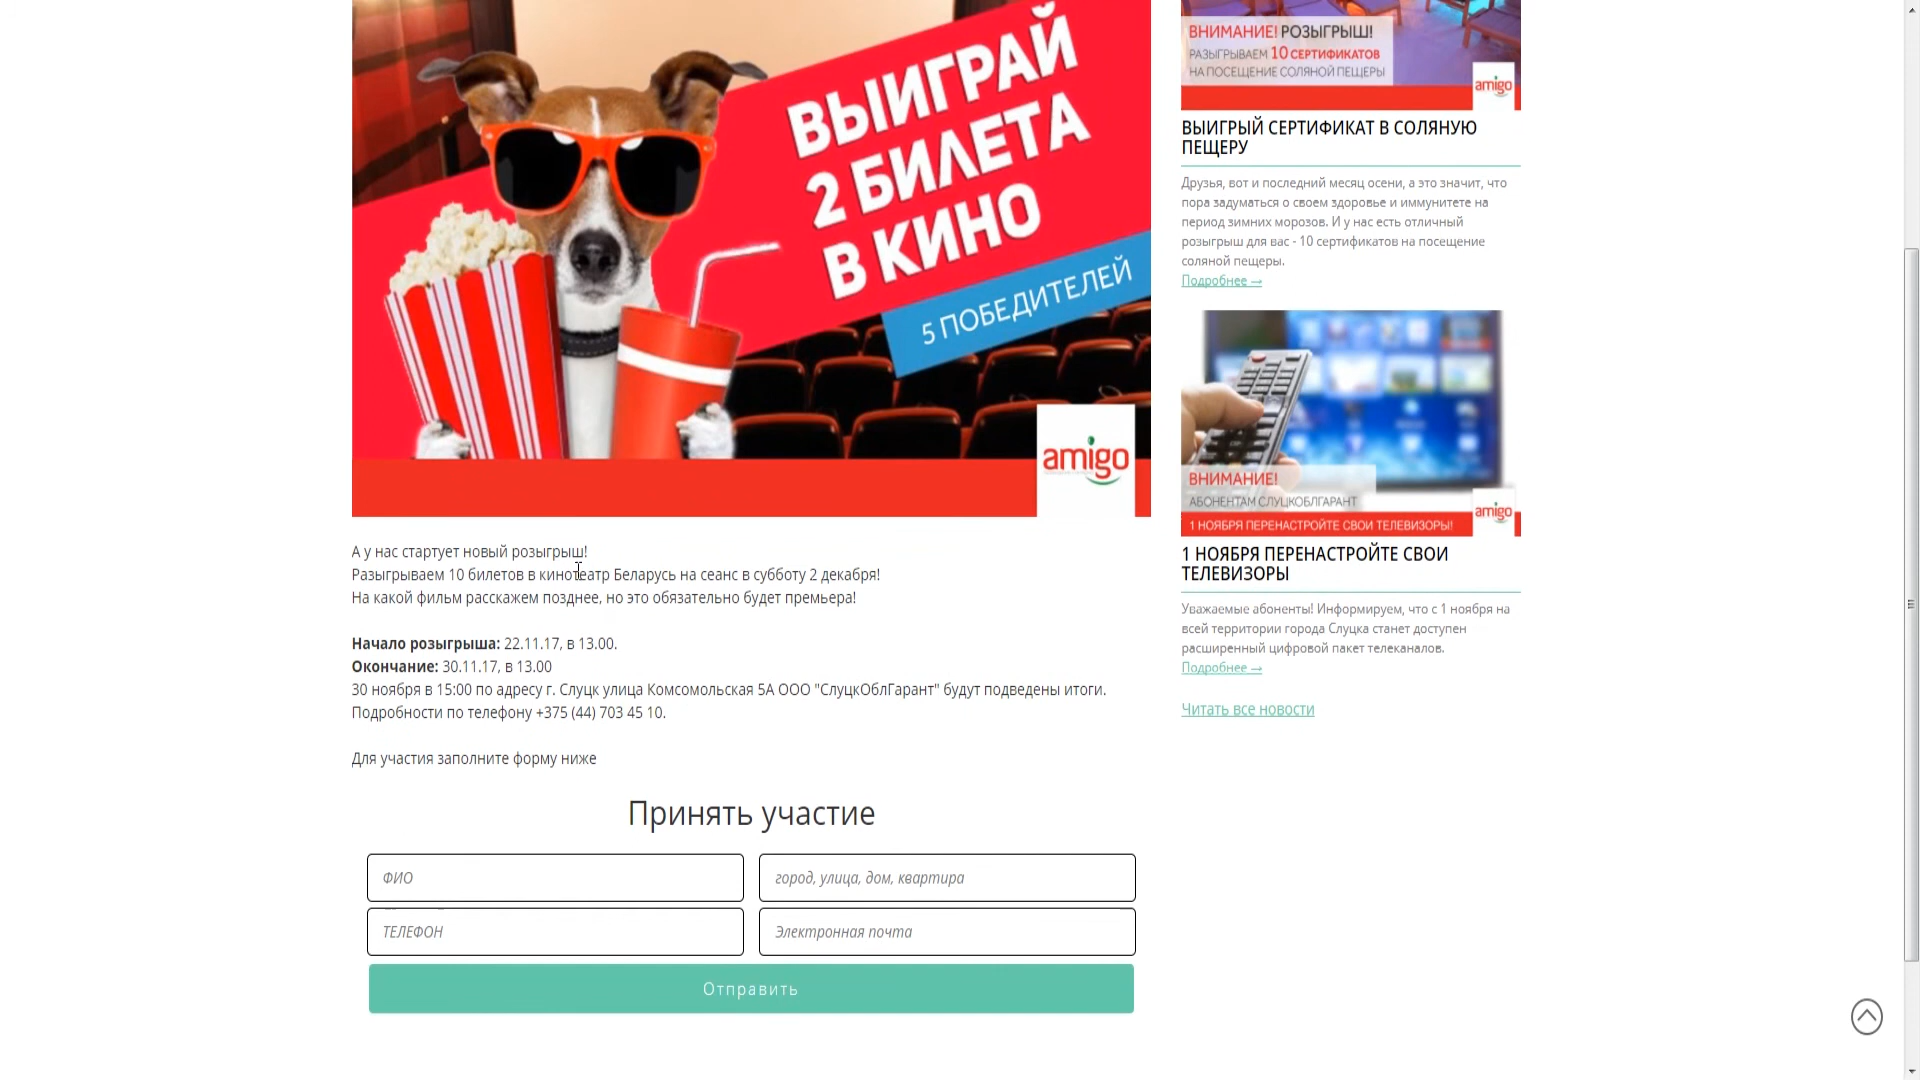 ВЫИГРАЙ
2 БИЛЕТА
В КИНО
5 ПОБЕДИТЕЛЕЙ
amigo
А у нас стартует новый розыгрыш!
Разыгрываем 10 билетов в кинотеатр Беларусь на сеанс в субботу 2 декабря!
На какой фильм расскажем позднее, но это обязательно будет премьера!
Начало розыгрыша: 22.11.17, в 13.00.
Окончание: 30.11.17, в 13.00
30 ноября в 15:00 по адресу г. Слуцк улица Комсомольская 5А ООО "СлуцкОблГарант" будут подведены итоги.
Подробности по телефону +375 (44) 703 45 10.
Для участия заполните форму ниже
Принять участие
ФИО
город, улица, дом, квартира
ТЕЛЕФОН
Электронная почта
Отправить
ВНИМАНИЕ! РОЗЫГРЫШ!
РАЗЫГРЫВАЕМ 10 СЕРТИФИКАТОВ
НА ПОСЕЩЕНИЕ СОЛЯНОЙ ПЕЩЕРЫ
amigo
ВЫИГРЫЙ СЕРТИФИКАТ В СОЛЯНУЮ
ПЕЩЕРУ
Друзья, вот и последний месяц осени, а это значит, что
пора задуматься о своем здоровье и иммунитете на
период зимних морозов. И у нас есть отличный
розыгрыш для вас - 10 сертификатов на посещение
соляной пещеры.
Подробнее →
ВНИМАНИЕ!
АБОНЕНТАМ СЛУЦКОБЛГАРАНТ
1 НОЯБРЯ ПЕРЕНАСТРОЙТЕ СВОИ ТЕЛЕВИЗОРЫ!
amigo
1 НОЯБРЯ ПЕРЕНАСТРОЙТЕ СВОИ
ТЕЛЕВИЗОРЫ
Уважаемые абоненты! Информируем, что с 1 ноября на
всей территории города Слуцка станет доступен
расширенный цифровой пакет телеканалов.
Подробнее →
Читать все новости